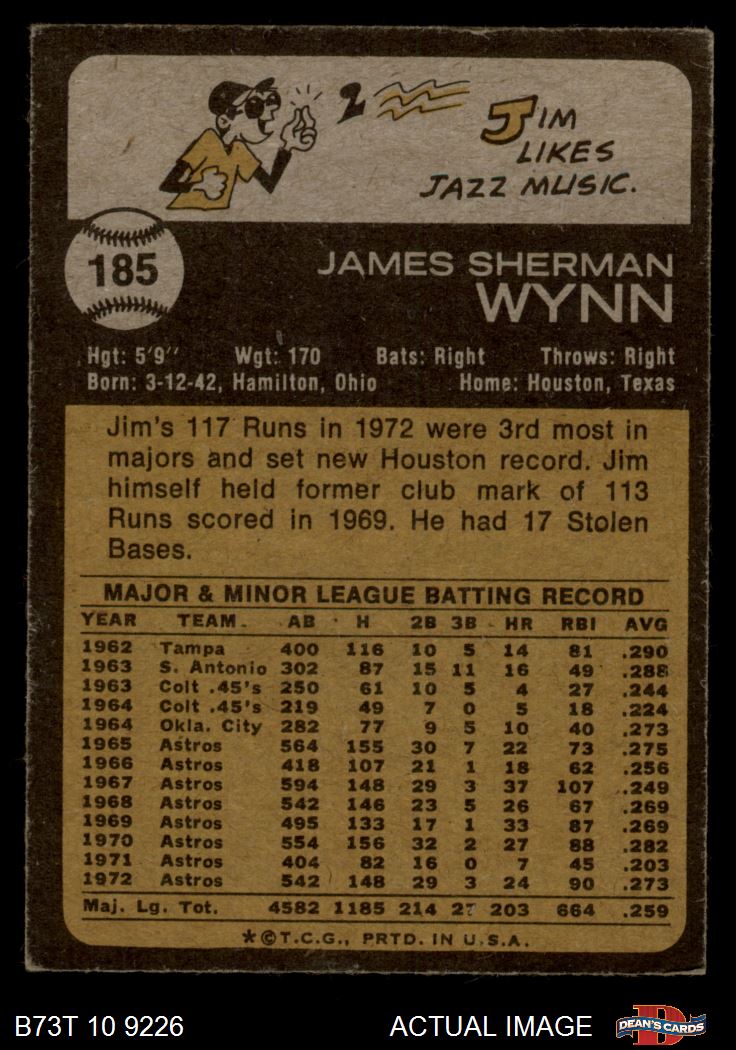 2
JIM
LIKES
JAZZ MUSIC.
185
JAMES SHERMAN
WYNN
Hgt: 5'9" Wgt: 170 Bats: Right Throws: Right
Born: 3-12-42, Hamilton, Ohio Home: Houston, Texas
Jim's 117 Runs in 1972 were 3rd most in
majors and set new Houston record. Jim
himself held former club mark of 113
Runs scored in 1969. He had 17 Stolen
Bases.
MAJOR & MINOR LEAGUE BATTING RECORD
YEAR TEAM AB H 2B 3B HR RBI AVG
1962 Tampa 400 116 10 5 14 81 .290
1963 S. Antonio 302 87 15 11 16 49 .288
1963 Colt .45's 250 61 10 5 4 27 .244
1964 Colt .45's 219 49 7 0 5 18 .224
1964 Okla. City 282 77 9 5 10 40 .273
1965 Astros 564 155 30 7 22 73 .275
1966 Astros 418 107 21 1 18 62 .256
1967 Astros 594 148 29 3 37 107 .249
1968 Astros 542 146 23 5 26 67 .269
1969 Astros 495 133 17 1 33 87 .269
1970 Astros 554 156 32 2 27 88 .282
1971 Astros 404 82 16 0 7 45 .203
1972 Astros 542 148 29 3 24 90 .273
Maj. Lg. Tot. 4582 1185 214 27 203 664 .259
*©T.C.G., PRTD. IN U.S.A.
B73T 10 9226 ACTUAL IMAGE D DEAN'S CARDS